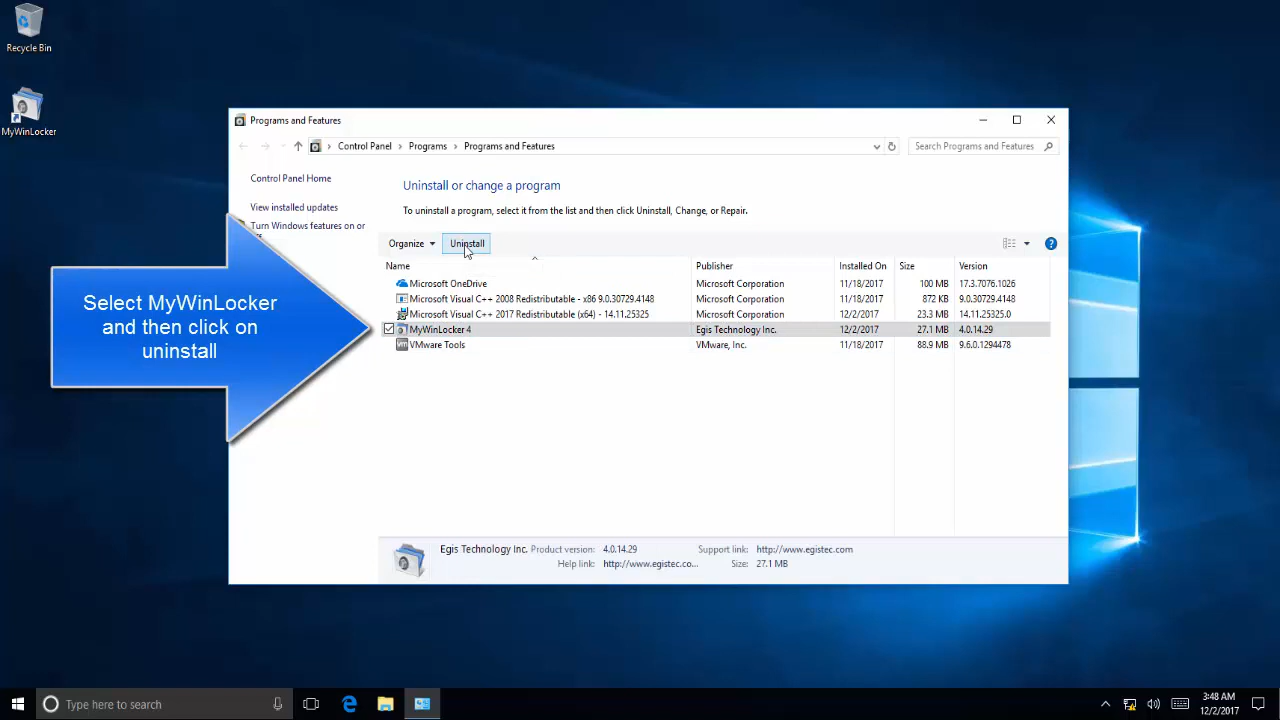 Recycle Bin
MyWinLocker
Programs and Features
Control Panel > Programs > Programs and Features
Search Programs and Features
Control Panel Home
View installed updates
Turn Windows features on or
Uninstall or change a program
To uninstall a program, select it from the list and then click Uninstall, Change, or Repair.
Organize
Uninstall
Name Publisher Installed On Size Version
Microsoft OneDrive Microsoft Corporation 11/18/2017 100 MB 17.3.7076.1026
Microsoft Visual C++ 2008 Redistributable - x86 9.0.30729.4148 Microsoft Corporation 11/18/2017 872 KB 9.0.30729.4148
Microsoft Visual C++ 2017 Redistributable (x64) - 14.11.25325 Microsoft Corporation 12/2/2017 23.3 MB 14.11.25325.0
MyWinLocker 4 Egis Technology Inc. 12/2/2017 27.1 MB 4.0.14.29
VMware Tools VMware, Inc. 11/18/2017 88.9 MB 9.6.0.1294478
Select MyWinLocker
and then click on
uninstall
Egis Technology Inc. Product version: 4.0.14.29 Support link: http://www.egistec.com
Help link: http://www.egistec.co... Size: 27.1 MB
Type here to search
3:48 AM
12/2/2017